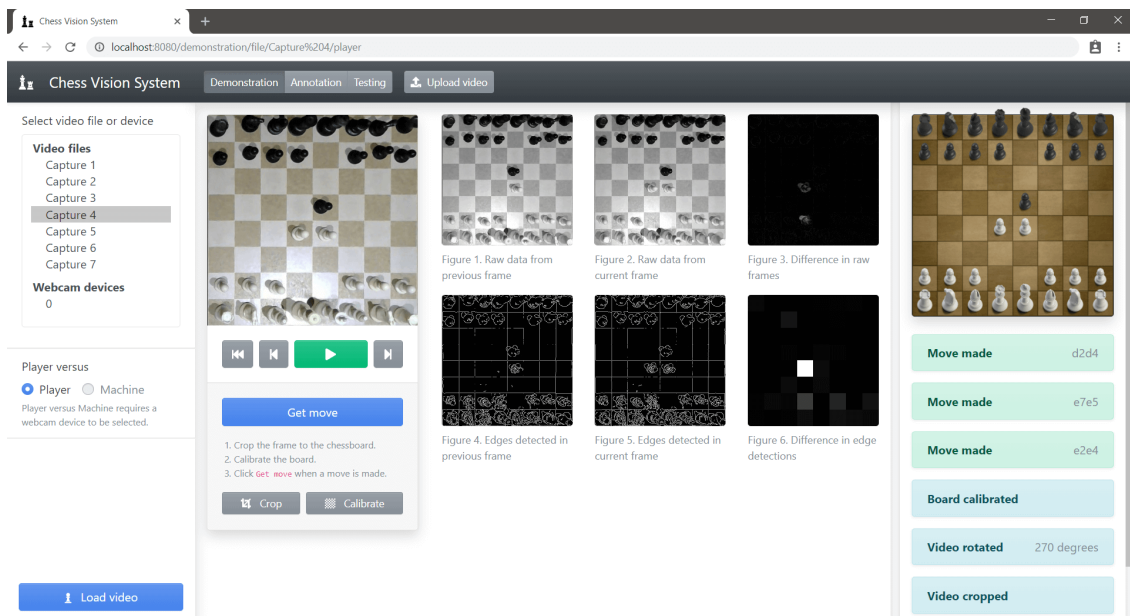 Chess Vision System
localhost:8080/demonstration/file/Capture%204/player
Chess Vision System
Demonstration Annotation Testing
Upload video
Select video file or device
Video files
Capture 1
Capture 2
Capture 3
Capture 4
Capture 5
Capture 6
Capture 7
Webcam devices
0
Player versus
Player Machine
Player versus Machine requires a
webcam device to be selected.
Load video
Get move
1. Crop the frame to the chessboard.
2. Calibrate the board.
3. Click Get move when a move is made.
Crop
Calibrate
Figure 1. Raw data from
previous frame
Figure 2. Raw data from
current frame
Figure 3. Difference in raw
frames
Figure 4. Edges detected in
previous frame
Figure 5. Edges detected in
current frame
Figure 6. Difference in edge
detections
Move made d2d4
Move made e7e5
Move made e2e4
Board calibrated
Video rotated 270 degrees
Video cropped